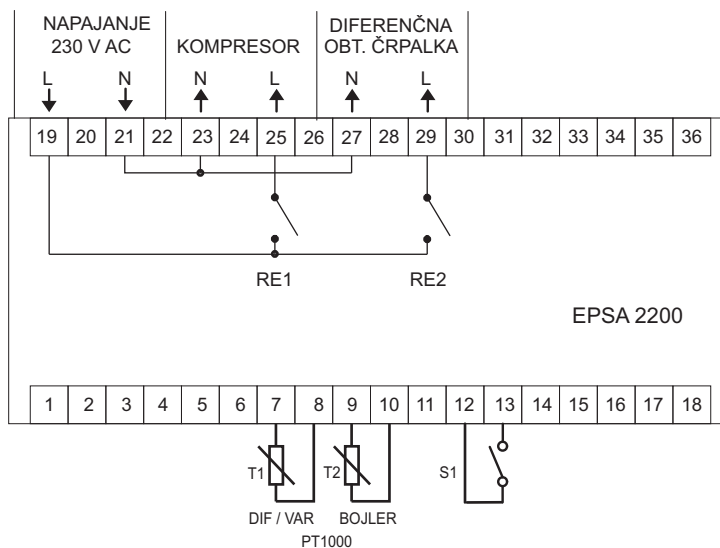 NAPAJANJE
230 V AC
KOMPRESOR
DIFERENČNA
OBT. ČRPALKA
L N N L N L
19 20 21 22 23 24 25 26 27 28 29 30 31 32 33 34 35 36
RE1 RE2
EPSA 2200
1 2 3 4 5 6 7 8 9 10 11 12 13 14 15 16 17 18
T1 T2 S1
DIF / VAR BOJLER
PT1000